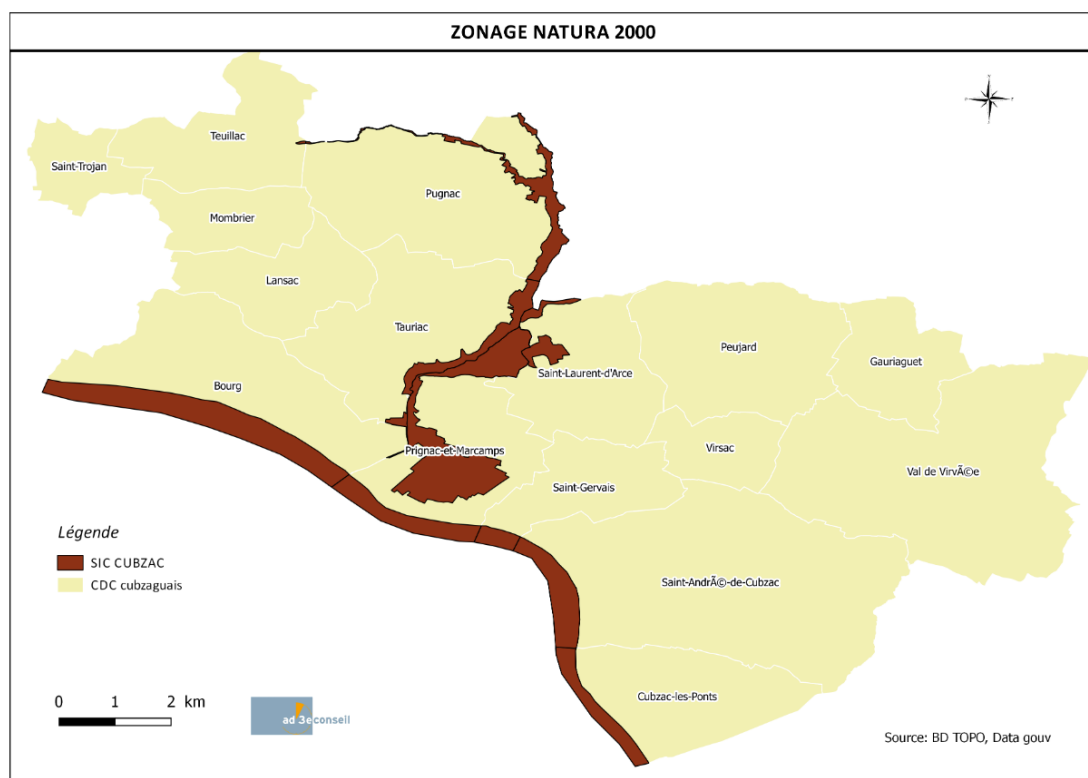 ZONAGE NATURA 2000
Teuillac
Saint-Trojan
Pugnac
Mombrier
Lansac
Tauriac
Peujard
Gauriaguet
Saint-Laurent-d'Arce
Bourg
Prignac-et-Marcamps
Virsac
Val de VirvÃ©e
Saint-Gervais
Légende
SIC CUBZAC
CDC cubzaguais
Saint-AndrÃ©-de-Cubzac
Cubzac-les-Ponts
0 1 2 km
ad 3e conseil
Source: BD TOPO, Data gouv